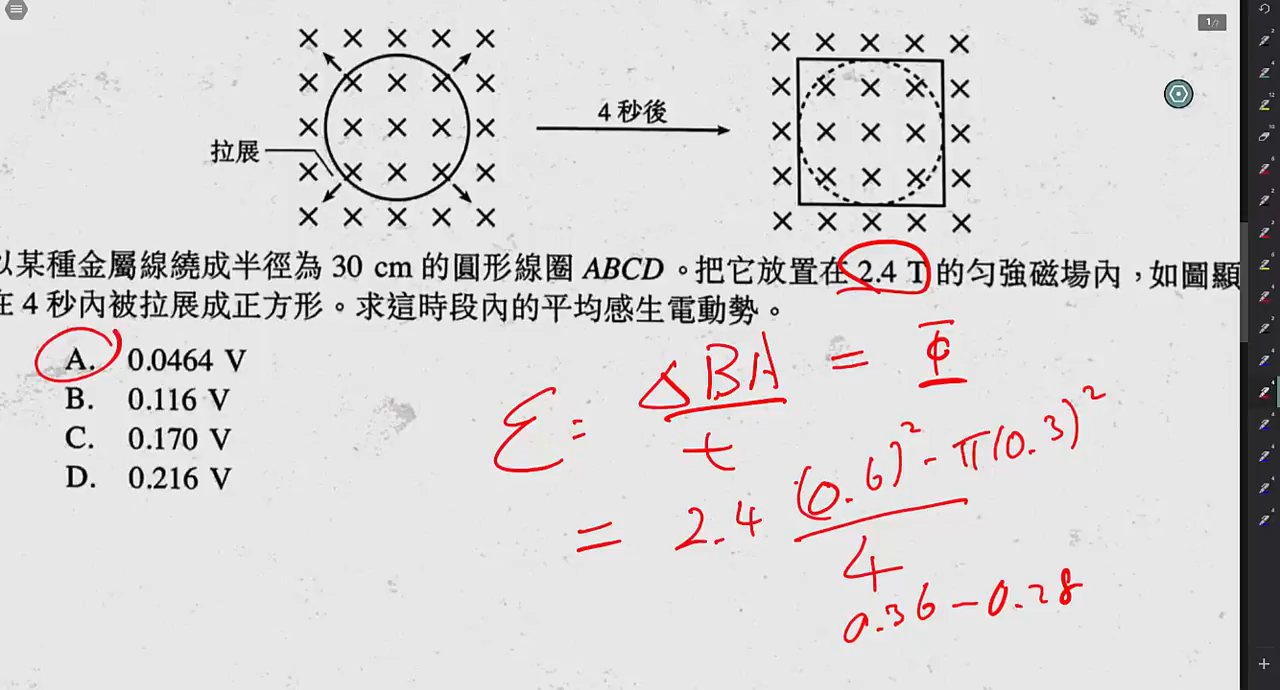 1/7
拉展
4 秒後
以某種金屬線繞成半徑為 30 cm 的圓形線圈 ABCD。把它放置在 2.4 T 的勻強磁場內，如圖顯
在 4 秒內被拉展成正方形。求這時段內的平均感生電動勢。
A. 0.0464 V
B. 0.116 V
C. 0.170 V
D. 0.216 V
ε = ΔBA / t = Φ
= 2.4 (0.6)² - π(0.3)² / 4
0.36 - 0.28